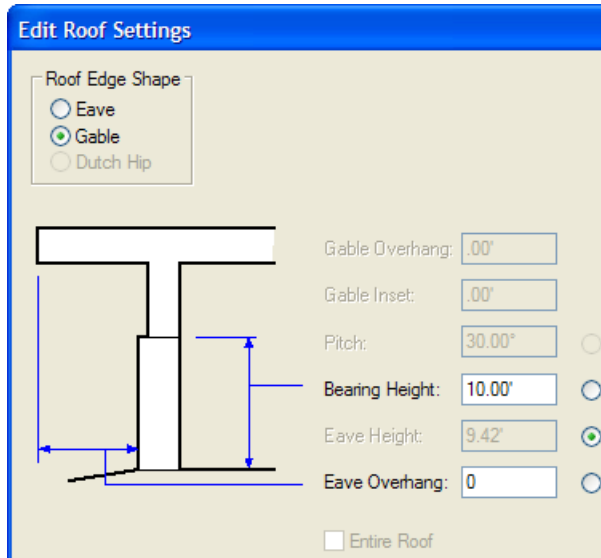 Edit Roof Settings
Roof Edge Shape
Eave
Gable
Dutch Hip
Gable Overhang: .00'
Gable Inset: .00'
Pitch: 30.00°
Bearing Height: 10.00'
Eave Height: 9.42'
Eave Overhang: 0
Entire Roof